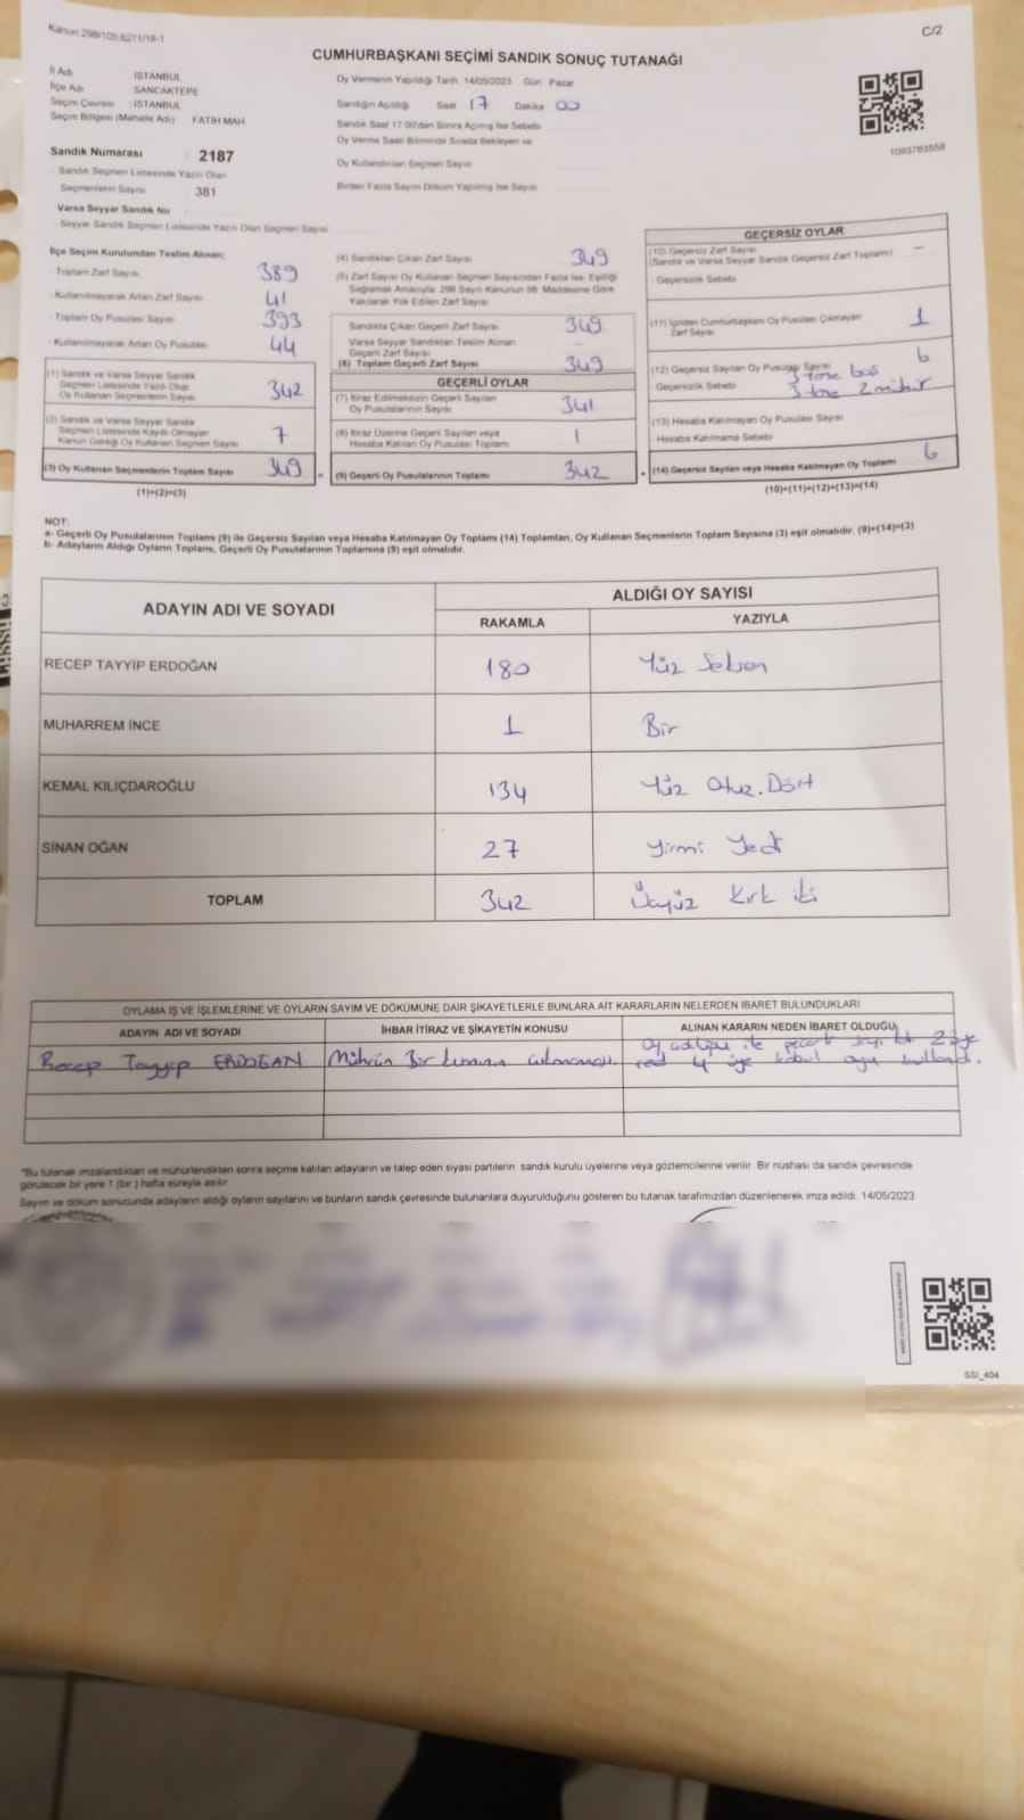 Kanun 298/105
C/2
CUMHURBAŞKANI SEÇİMİ SANDIK SONUÇ TUTANAĞI
İl Adı İSTANBUL
İlçe Adı SANCAKTEPE
Seçim Çevresi İSTANBUL
Seçim Bölgesi (Mahalle Adı) FATİH MAH.
Sandık Numarası 2187
Sandık Seçmen Listesinde Yazılı Olan
Seçmenlerin Sayısı 381
Varsa Seyyar Sandık No
Seyyar Sandık Seçmen Listesinde Yazılı Olan Seçmen Sayısı
Oy Vermenin Yapıldığı Tarih 14/05/2023 Gün Pazar
Sandığın Açıldığı Saat 17 Dakika 00
Sandık Saat 17.00'dan Sonra Açılmış İse Sebebi
Oy Verme Saati Bitiminde Sırada Bekleyen ve
Oy Kullandırılan Seçmen Sayısı
Birden Fazla Sayım Döküm Yapılmış İse Sayısı
İlçe Seçim Kurulundan Teslim Alınan;
Toplam Zarf Sayısı 389
Kullanılmayarak Artan Zarf Sayısı 41
Toplam Oy Pusulası Sayısı 393
Kullanılmayarak Artan Oy Pusulası 44
(1) Sandık ve Varsa Seyyar Sandık
Seçmen Listesinde Yazılı Olup
Oy Kullanan Seçmenlerin Sayısı 342
(2) Sandık ve Varsa Seyyar Sandık
Seçmen Listesinde Kaydı Olmayan
Kanun Gereği Oy Kullanan Seçmen Sayısı 7
(3) Oy Kullanan Seçmenlerin Toplam Sayısı 349
(1)+(2)=(3)
(4) Sandıktan Çıkan Zarf Sayısı 349
(5) Zarf Sayısı Oy Kullanan Seçmen Sayısından Fazla İse, Eşitliği
Sağlamak Amacıyla 298 Sayılı Kanunun 98. Maddesine Göre
Yakılarak Yok Edilen Zarf Sayısı
Sandıkta Çıkan Geçerli Zarf Sayısı 349
Varsa Seyyar Sandıktan Teslim Alınan
Geçerli Zarf Sayısı
(6) Toplam Geçerli Zarf Sayısı 349
GEÇERLİ OYLAR
(7) İtiraz Edilmeksizin Geçerli Sayılan
Oy Pusulalarının Sayısı 341
(8) İtiraz Üzerine Geçerli Sayılan veya
Hesaba Katılan Oy Pusulası Toplamı 1
(9) Geçerli Oy Pusulalarının Toplamı 342
GEÇERSİZ OYLAR
(10) Geçersiz Zarf Sayısı
(Sandık ve Varsa Seyyar Sandık Geçersiz Zarf Toplamı) -
Geçersizlik Sebebi
(11) İçinden Cumhurbaşkanı Oy Pusulası Çıkmayan
Zarf Sayısı 1
(12) Geçersiz Sayılan Oy Pusulası Sayısı 6
Geçersizlik Sebebi 3 tane boş
3 tane 2 mühür
(13) Hesaba Katılmayan Oy Pusulası Sayısı
Hesaba Katılmama Sebebi
(14) Geçersiz Sayılan veya Hesaba Katılmayan Oy Toplamı 6
(10)+(11)+(12)+(13)=(14)
NOT:
a- Geçerli Oy Pusulalarının Toplamı (9) ile Geçersiz Sayılan veya Hesaba Katılmayan Oy Toplamı (14) Toplamları, Oy Kullanan Seçmenlerin Toplam Sayısına (3) eşit olmalıdır. (9)+(14)=(3)
b- Adayların Aldığı Oyların Toplamı, Geçerli Oy Pusulalarının Toplamına (9) eşit olmalıdır.
ADAYIN ADI VE SOYADI
ALDIĞI OY SAYISI
RAKAMLA YAZIYLA
RECEP TAYYİP ERDOĞAN 180 Yüz Seksen
MUHARREM İNCE 1 Bir
KEMAL KILIÇDAROĞLU 134 Yüz Otuz Dört
SİNAN OĞAN 27 Yirmi Yedi
TOPLAM 342 Üçyüz Kırk iki
OYLAMA İŞ VE İŞLEMLERİNE VE OYLARIN SAYIM VE DÖKÜMÜNE DAİR ŞİKAYETLERLE BUNLARA AİT KARARLARIN NELERDEN İBARET BULUNDUKLARI
ADAYIN ADI VE SOYADI İHBAR İTİRAZ VE ŞİKAYETİN KONUSU ALINAN KARARIN NEDEN İBARET OLDUĞU
Recep Tayyip ERDOĞAN Mührün Bir kısmının çıkmaması. Oy çokluğu ile 2 üye
red 4 üye kabul oyu kullandı.
"Bu tutanak imzalandıktan ve mühürlendikten sonra seçime katılan adayların ve talep eden siyasi partilerin sandık kurulu üyelerine veya gözlemcilerine verilir. Bir nüshası da sandık çevresinde
görülecek bir yere 1 (bir) hafta süreyle asılır
Sayım ve döküm sonucunda adayların aldığı oyların sayılarını ve bunların sandık çevresinde bulunanlara duyurulduğunu gösteren bu tutanak tarafımızdan düzenlenerek imza edildi. 14/05/2023
SSI_404